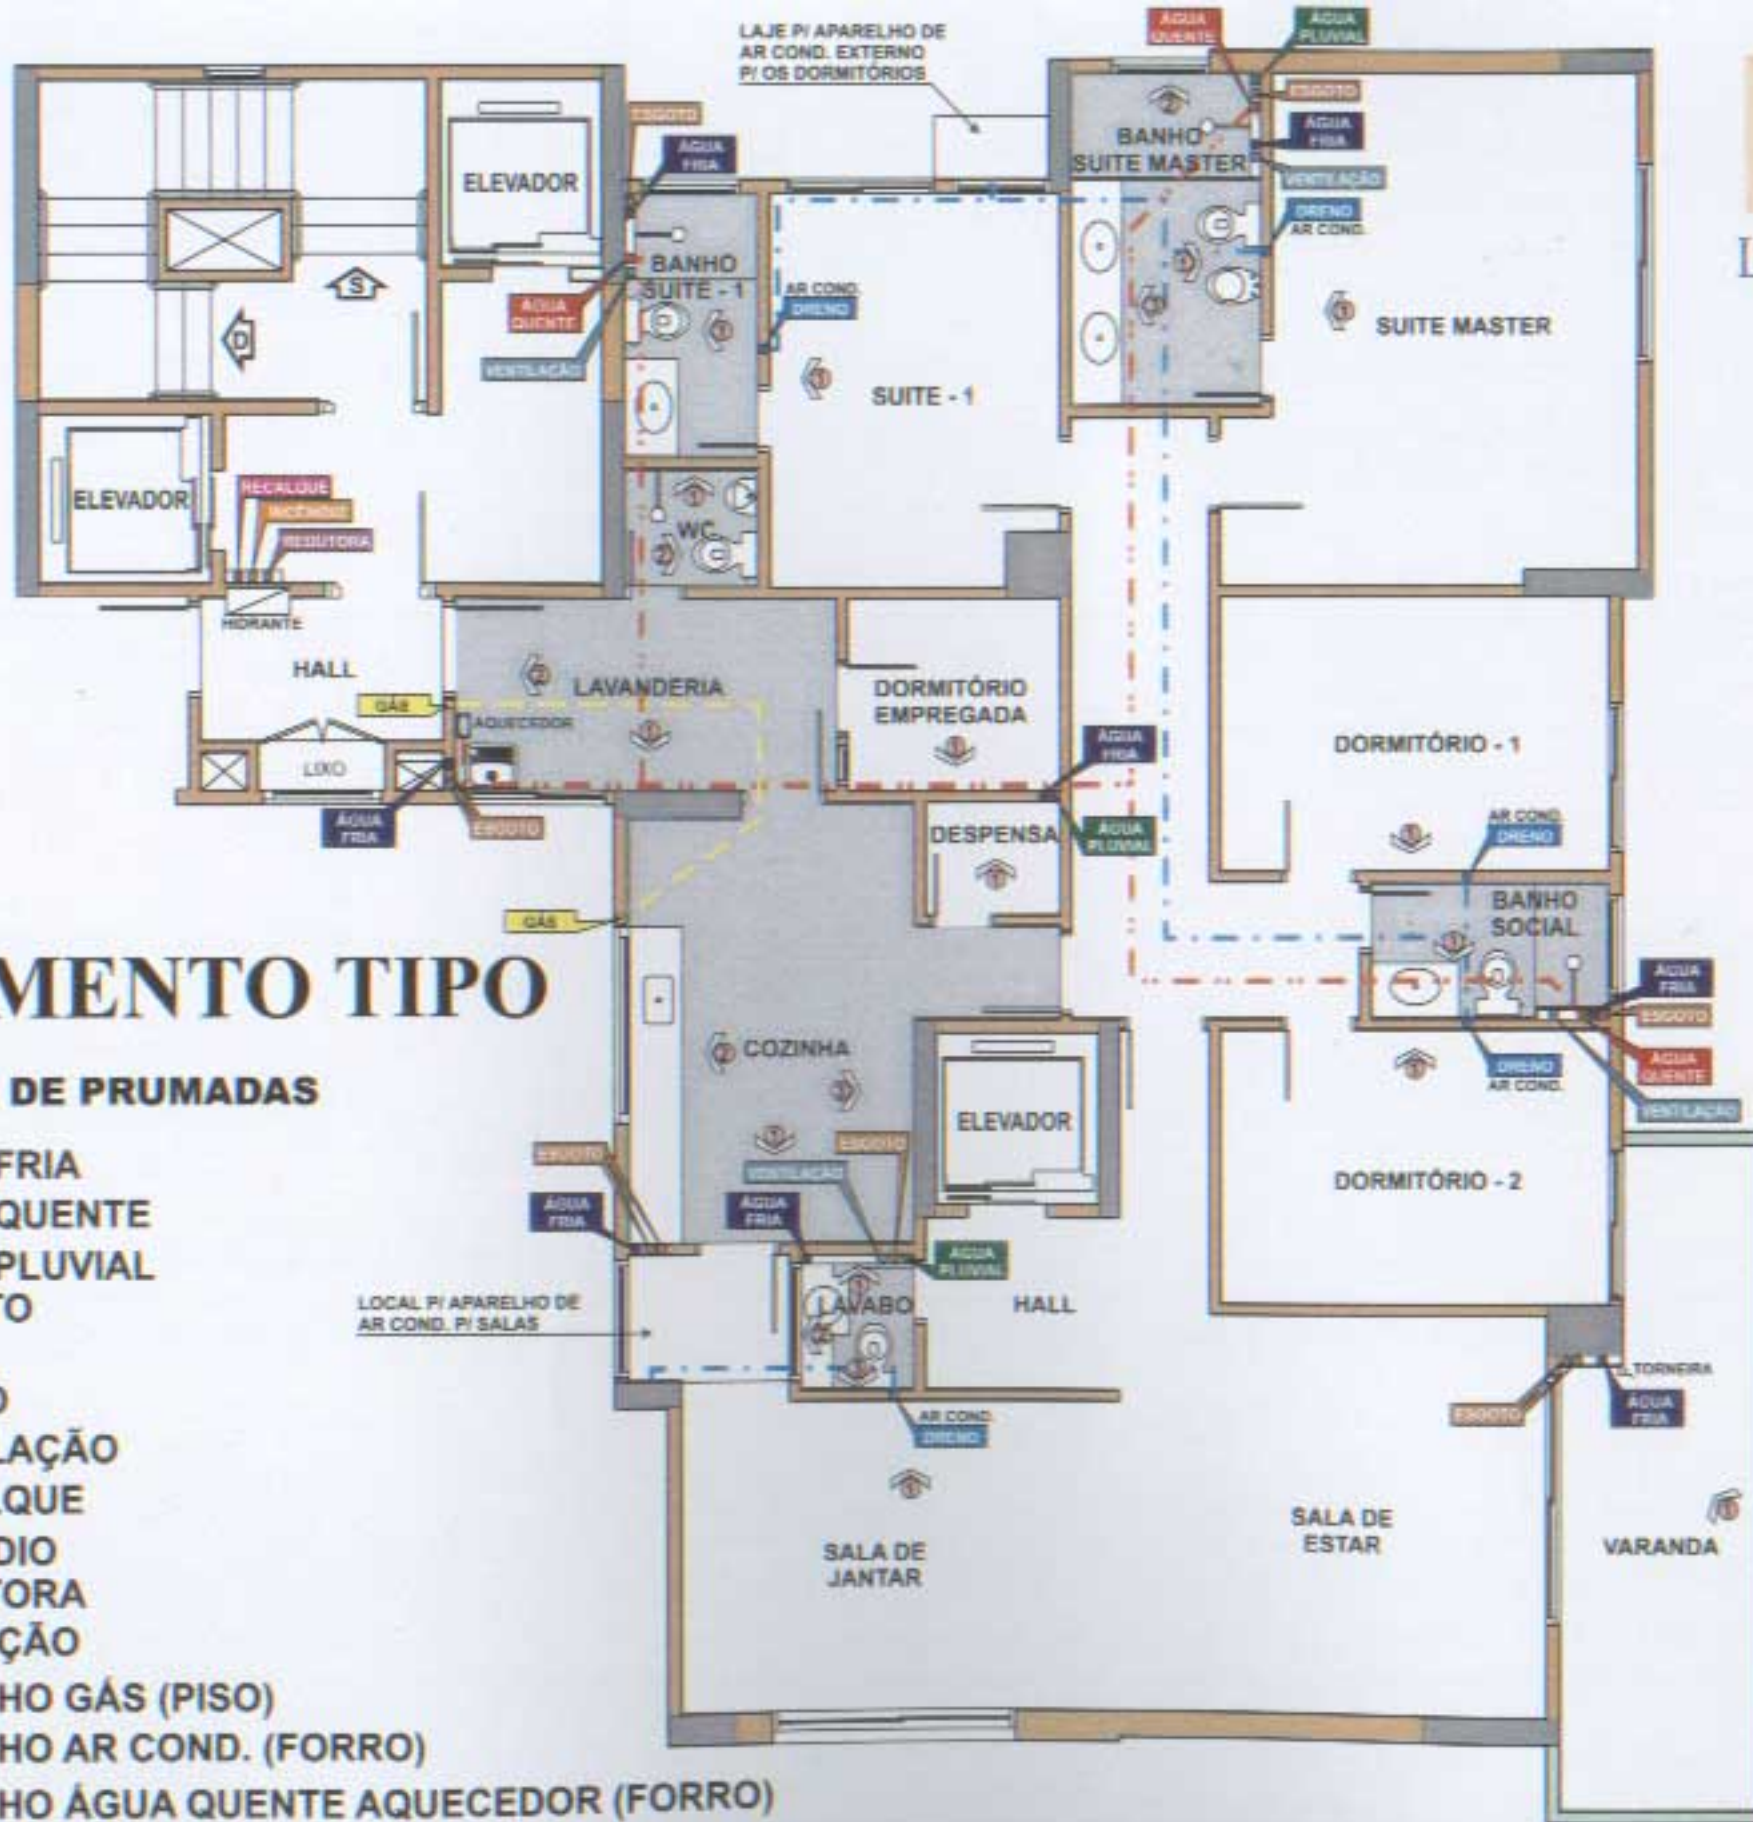 LAJE P/ APARELHO DE
AR COND. EXTERNO
P/ OS DORMITÓRIOS
ÁGUA
QUENTE
ÁGUA
PLUVIAL
ESGOTO
ÁGUA
FRIA
ELEVADOR
BANHO
SUITE MASTER
ESGOTO
ÁGUA
FRIA
VENTILAÇÃO
DRENO
AR COND.
BANHO
SUITE - 1
S
D
ÁGUA
QUENTE
VENTILAÇÃO
AR COND.
DRENO
SUITE - 1
SUITE MASTER
ELEVADOR
RECALQUE
INCÊNDIO
REDUTORA
WC
HIDRANTE
HALL
GÁS
LAVANDERIA
AQUECEDOR
DORMITÓRIO
EMPREGADA
ÁGUA
FRIA
DORMITÓRIO - 1
LIXO
ÁGUA
FRIA
ESGOTO
DESPENSA
ÁGUA
PLUVIAL
AR COND.
DRENO
GÁS
BANHO
SOCIAL
MENTO TIPO
ÁGUA
FRIA
ESGOTO
COZINHA
DE PRUMADAS
DRENO
AR COND.
ÁGUA
QUENTE
VENTILAÇÃO
ELEVADOR
FRIA
QUENTE
PLUVIAL
TO
ESGOTO
ESGOTO
VENTILAÇÃO
ÁGUA
FRIA
ÁGUA
FRIA
DORMITÓRIO - 2
ÁGUA
PLUVIAL
LOCAL P/ APARELHO DE
AR COND. P/ SALAS
LAVABO
HALL
TORNEIRA
ESGOTO
ÁGUA
FRIA
AR COND.
DRENO
O
LAÇÃO
LQUE
DIO
TORA
ÇÃO
SALA DE
JANTAR
SALA DE
ESTAR
VARANDA
HO GÁS (PISO)
HO AR COND. (FORRO)
HO ÁGUA QUENTE AQUECEDOR (FORRO)